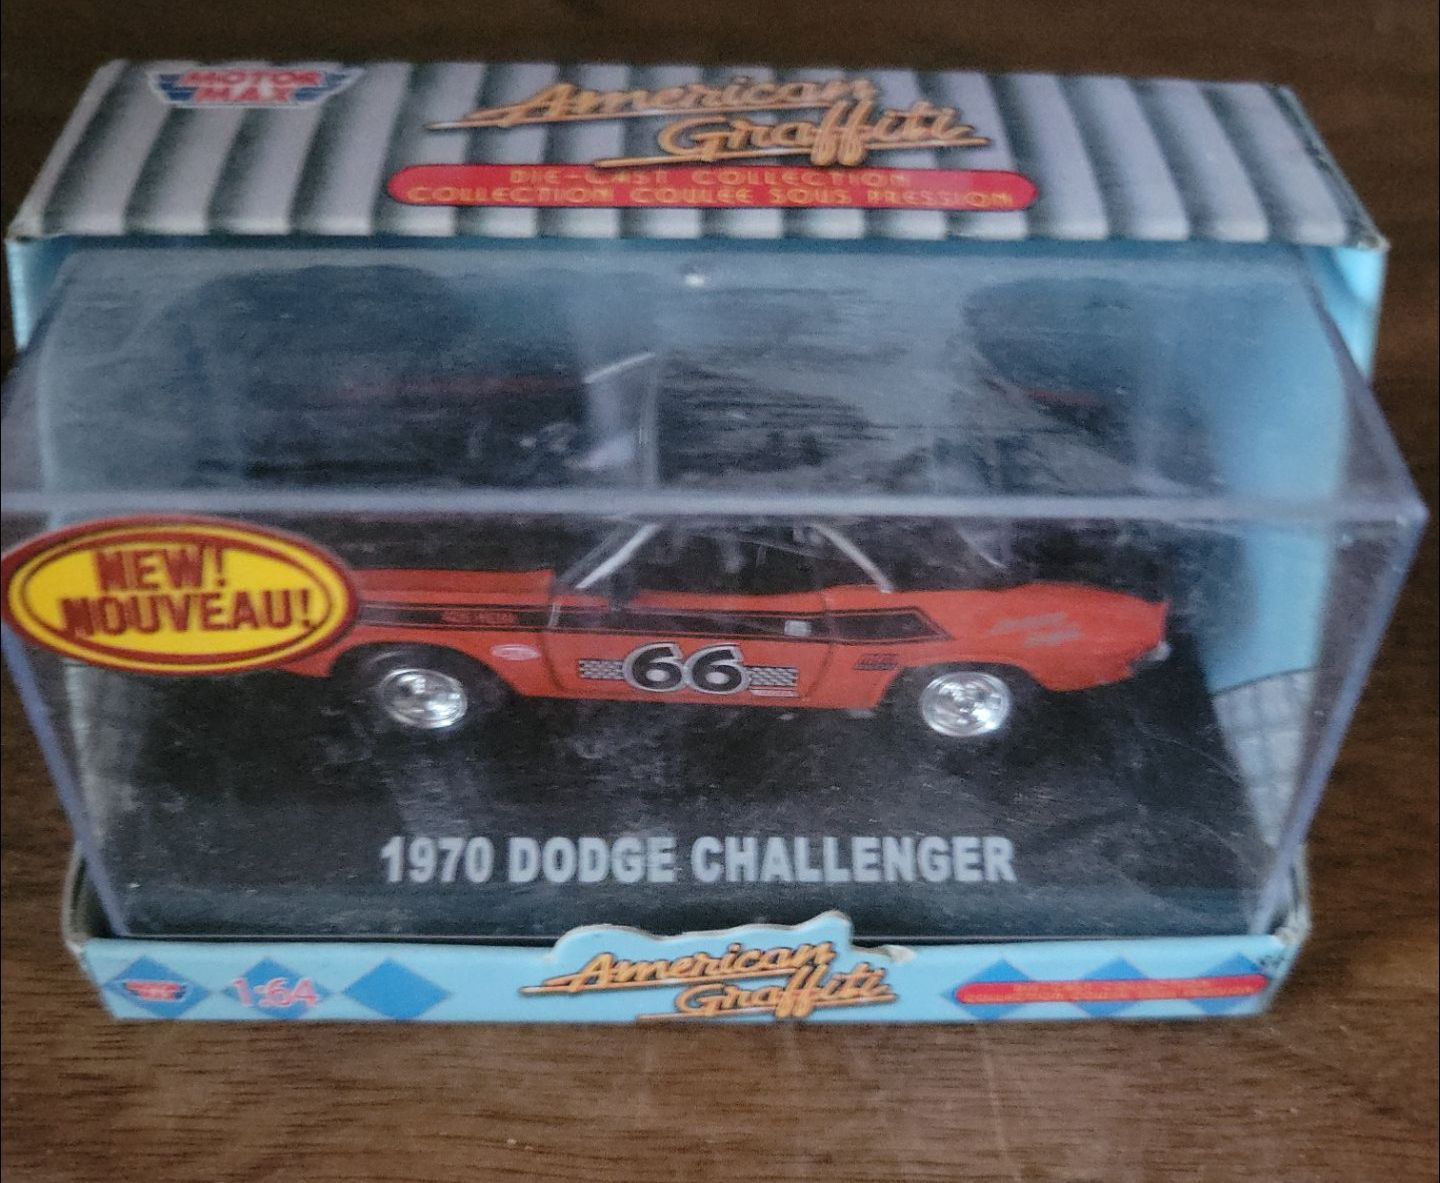 MOTOR
MAX
American
Graffiti
DIE-CAST COLLECTION
COLLECTION COULEE SOUS PRESSION
NEW!
NOUVEAU!
66
1970 DODGE CHALLENGER
1:64
American
Graffiti